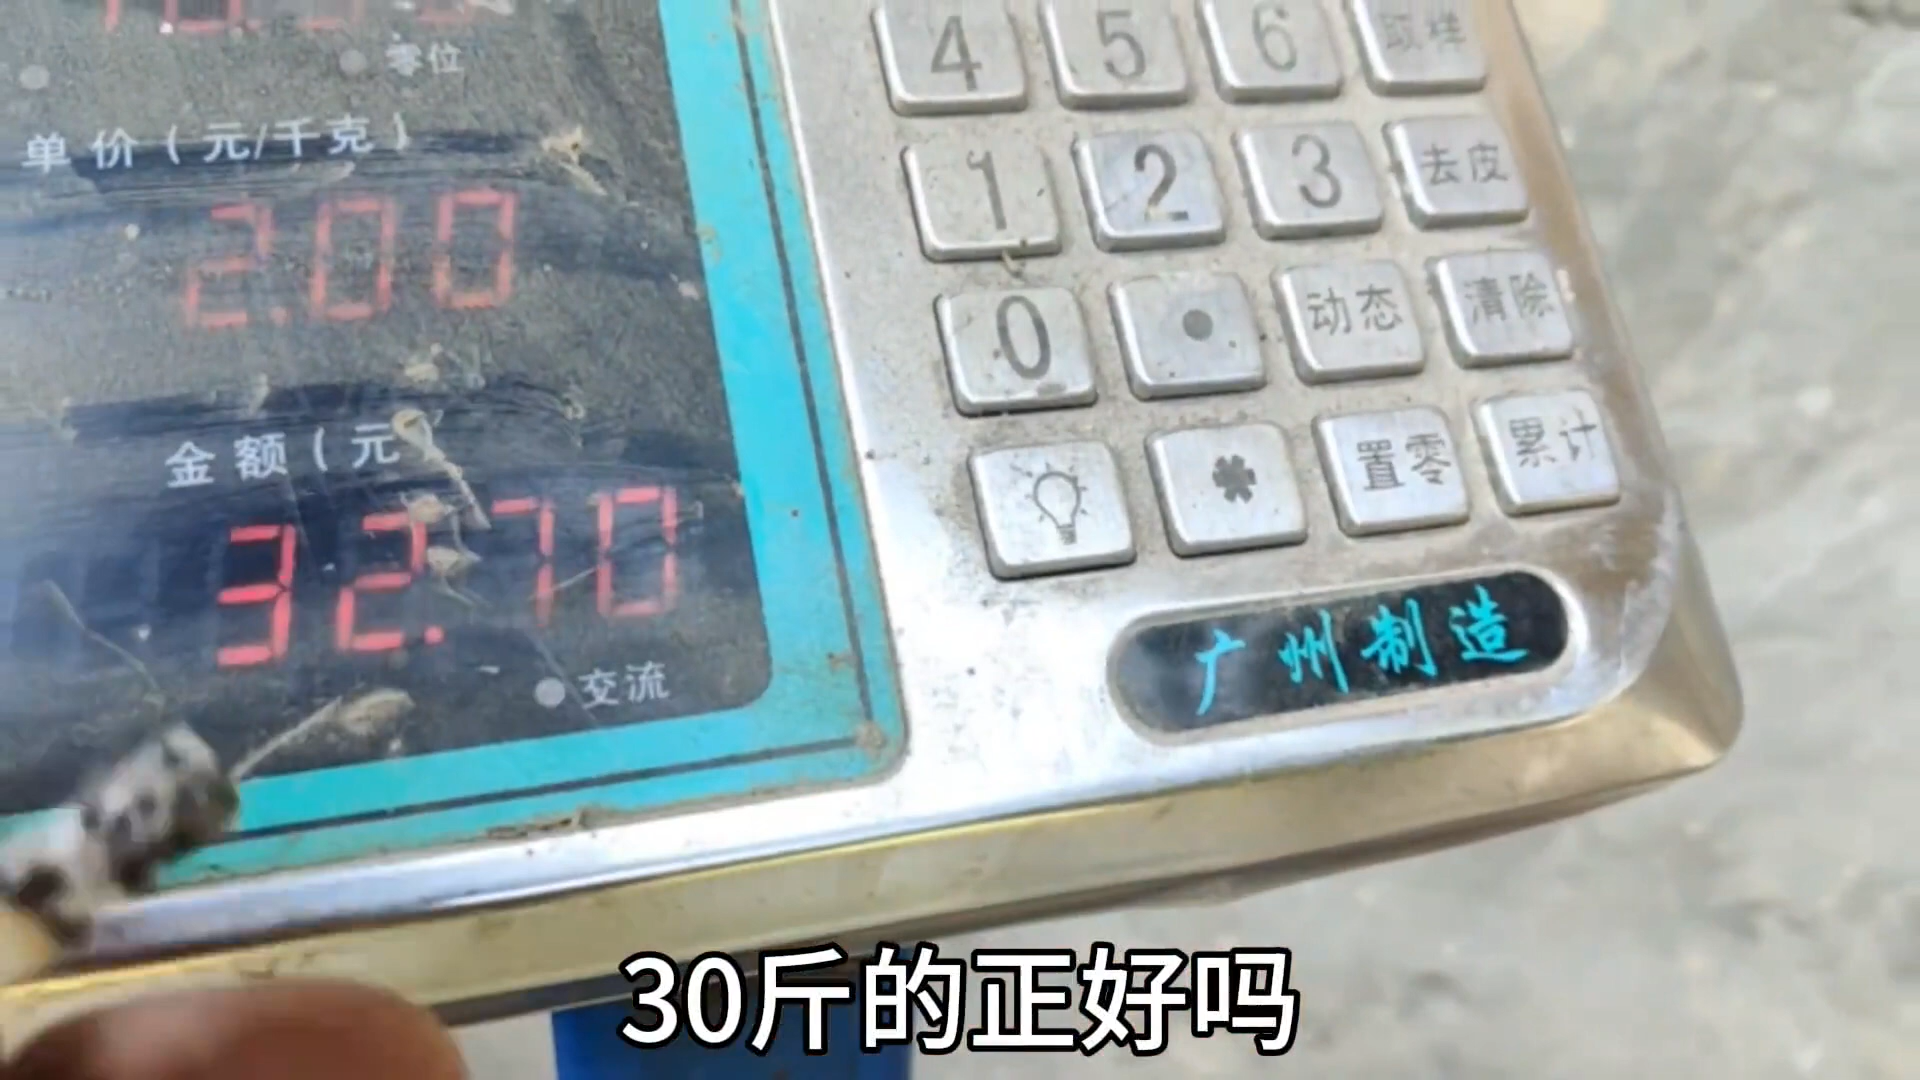 零位
单价（元/千克）
2.00
金额（元）
32.70
交流
4 5 6 取样
1 2 3 去皮
0 · 动态 清除
* 置零 累计
广州制造
30斤的正好吗